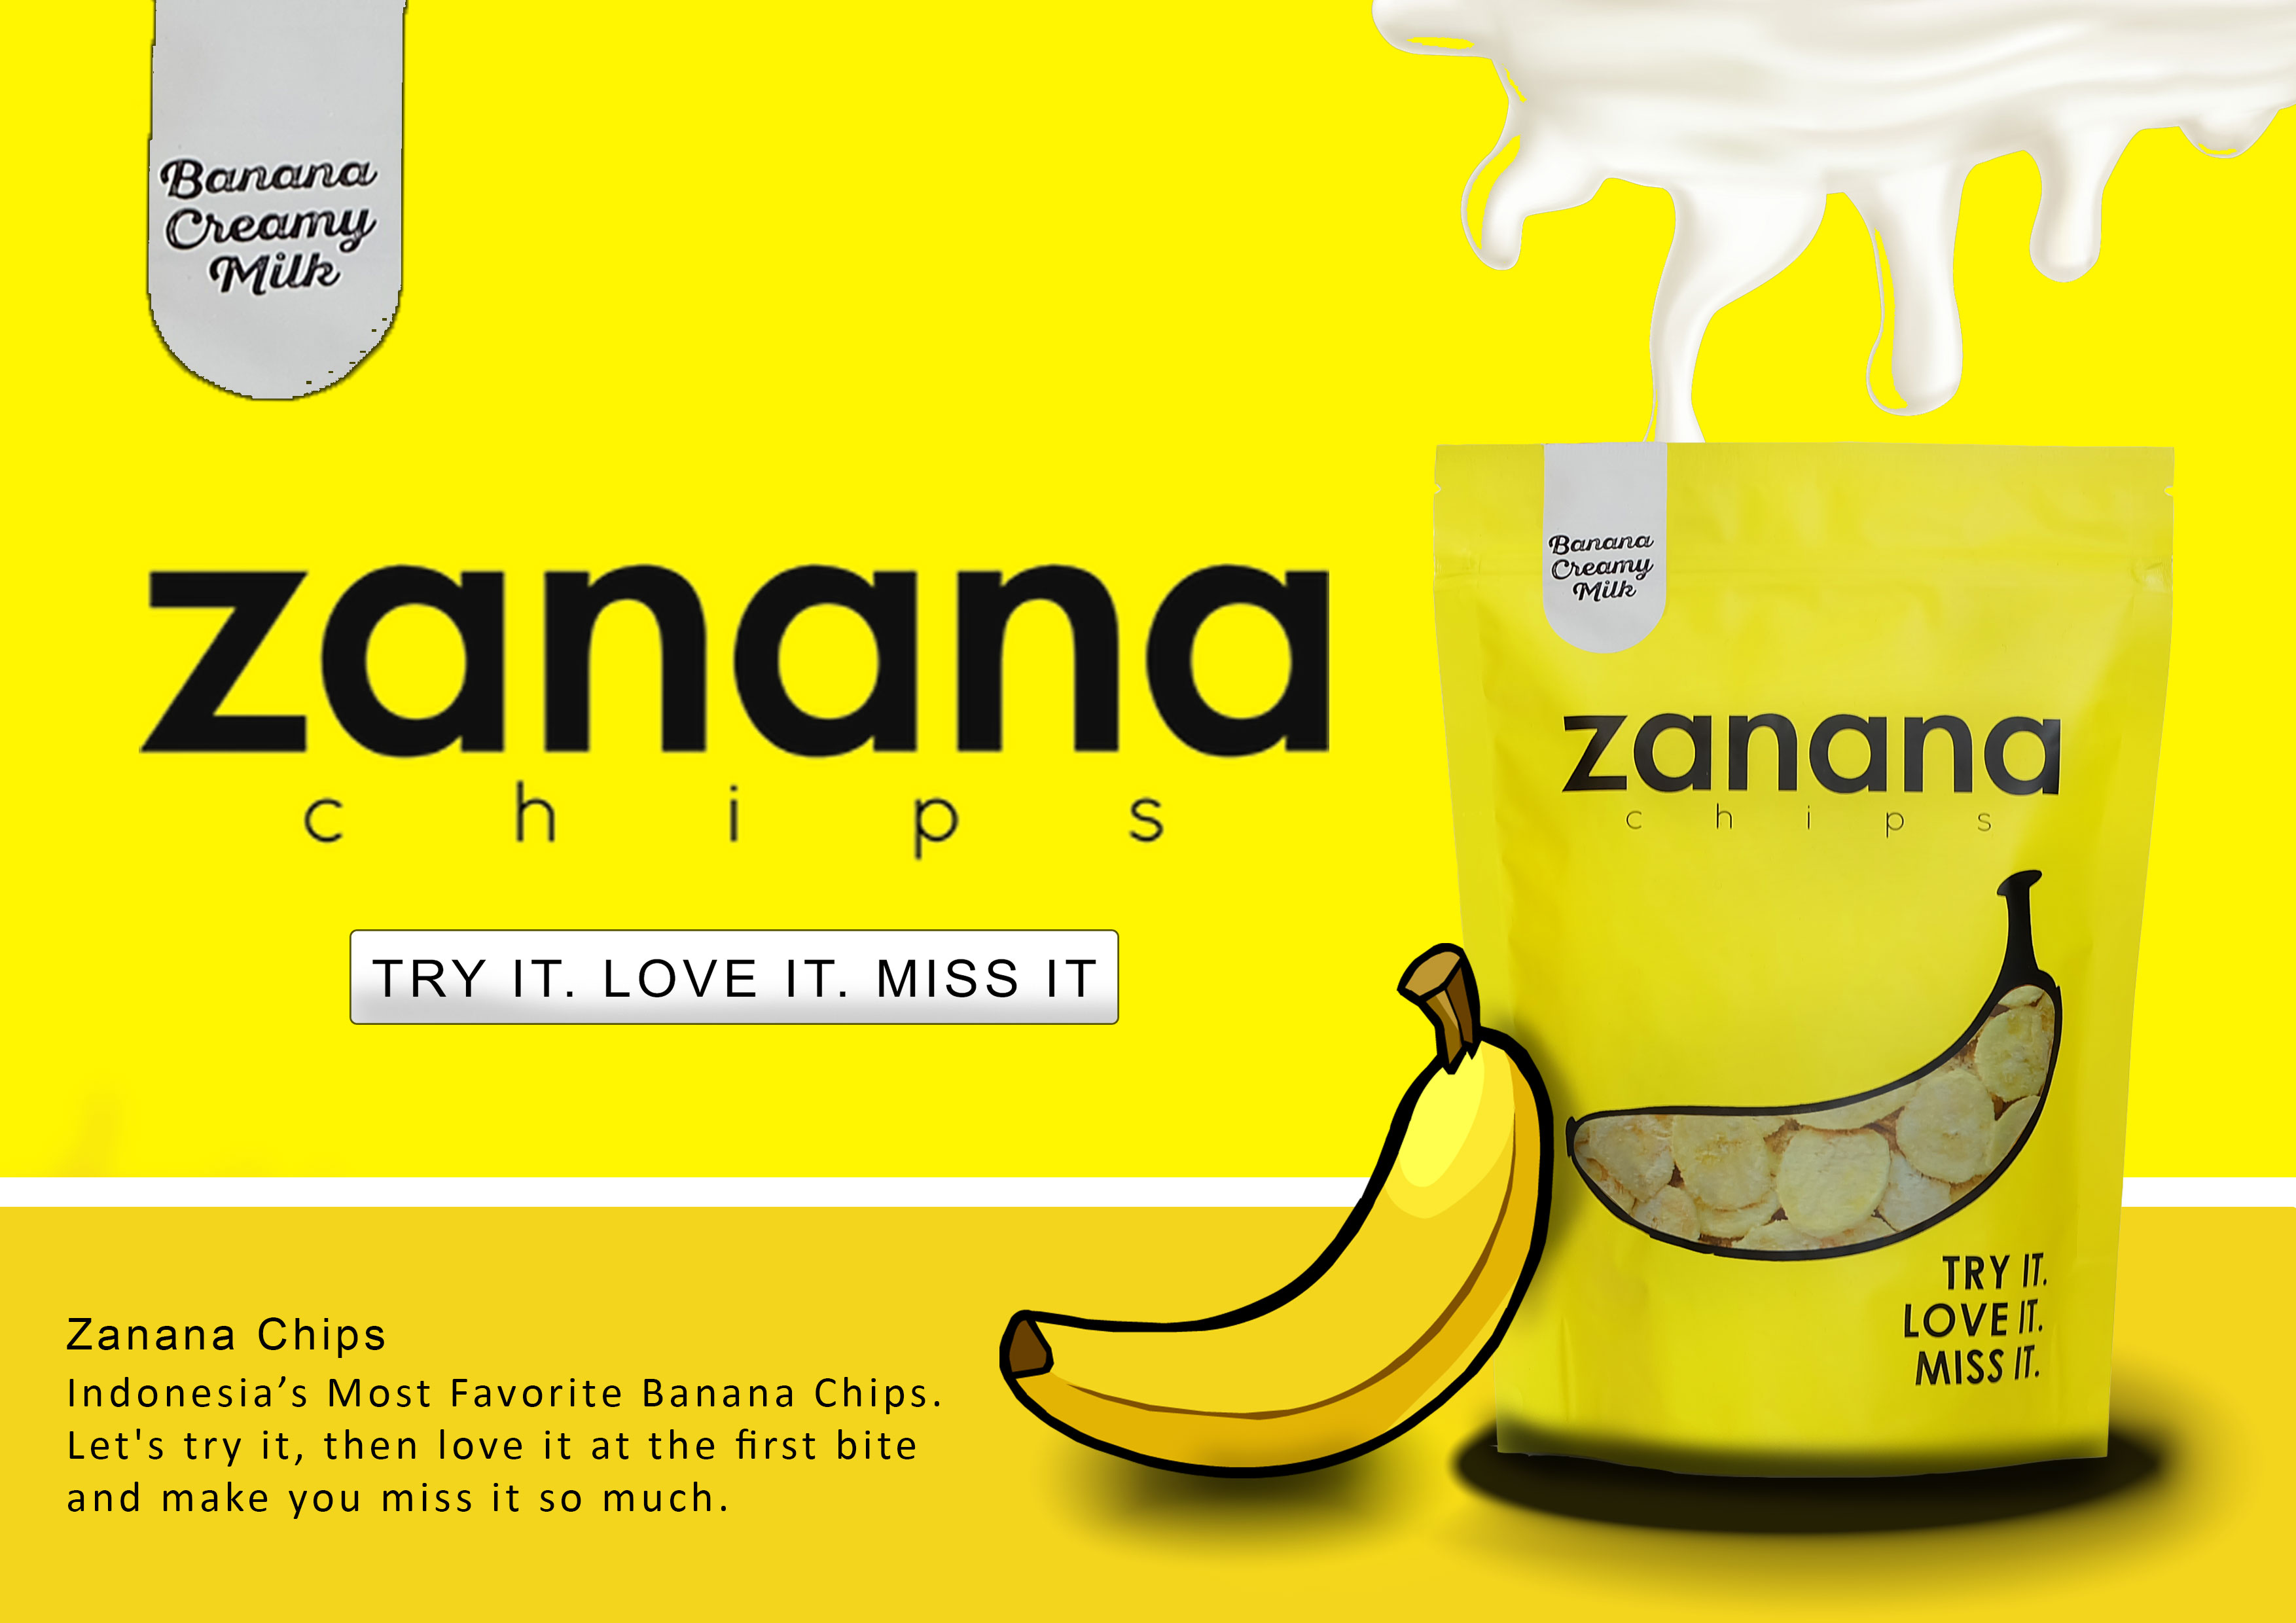 Banana
Creamy
Milk
zanana
chips
TRY IT. LOVE IT. MISS IT
Banana
Creamy
Milk
zanana
chips
TRY IT.
LOVE IT.
MISS IT.
Zanana Chips
Indonesia’s Most Favorite Banana Chips.
Let's try it, then love it at the first bite
and make you miss it so much.